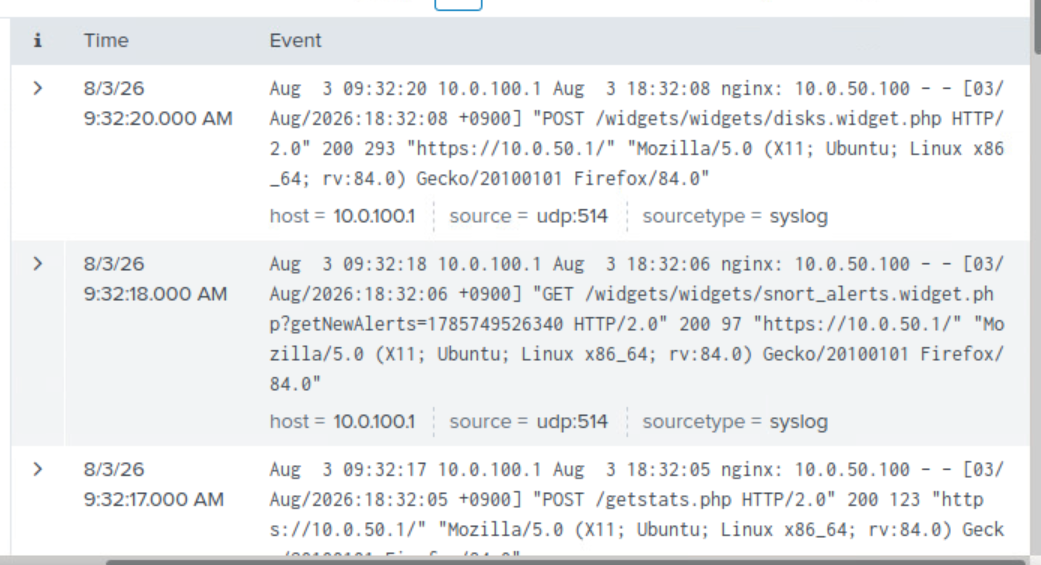 i Time Event
8/3/26
9:32:20.000 AM
Aug  3 09:32:20 10.0.100.1 Aug  3 18:32:08 nginx: 10.0.50.100 - - [03/
Aug/2026:18:32:08 +0900] "POST /widgets/widgets/disks.widget.php HTTP/
2.0" 200 293 "https://10.0.50.1/" "Mozilla/5.0 (X11; Ubuntu; Linux x86
_64; rv:84.0) Gecko/20100101 Firefox/84.0"
host = 10.0.100.1 source = udp:514 sourcetype = syslog
8/3/26
9:32:18.000 AM
Aug  3 09:32:18 10.0.100.1 Aug  3 18:32:06 nginx: 10.0.50.100 - - [03/
Aug/2026:18:32:06 +0900] "GET /widgets/widgets/snort_alerts.widget.ph
p?getNewAlerts=1785749526340 HTTP/2.0" 200 97 "https://10.0.50.1/" "Mo
zilla/5.0 (X11; Ubuntu; Linux x86_64; rv:84.0) Gecko/20100101 Firefox/
84.0"
host = 10.0.100.1 source = udp:514 sourcetype = syslog
8/3/26
9:32:17.000 AM
Aug  3 09:32:17 10.0.100.1 Aug  3 18:32:05 nginx: 10.0.50.100 - - [03/
Aug/2026:18:32:05 +0900] "POST /getstats.php HTTP/2.0" 200 123 "http
s://10.0.50.1/" "Mozilla/5.0 (X11; Ubuntu; Linux x86_64; rv:84.0) Geck